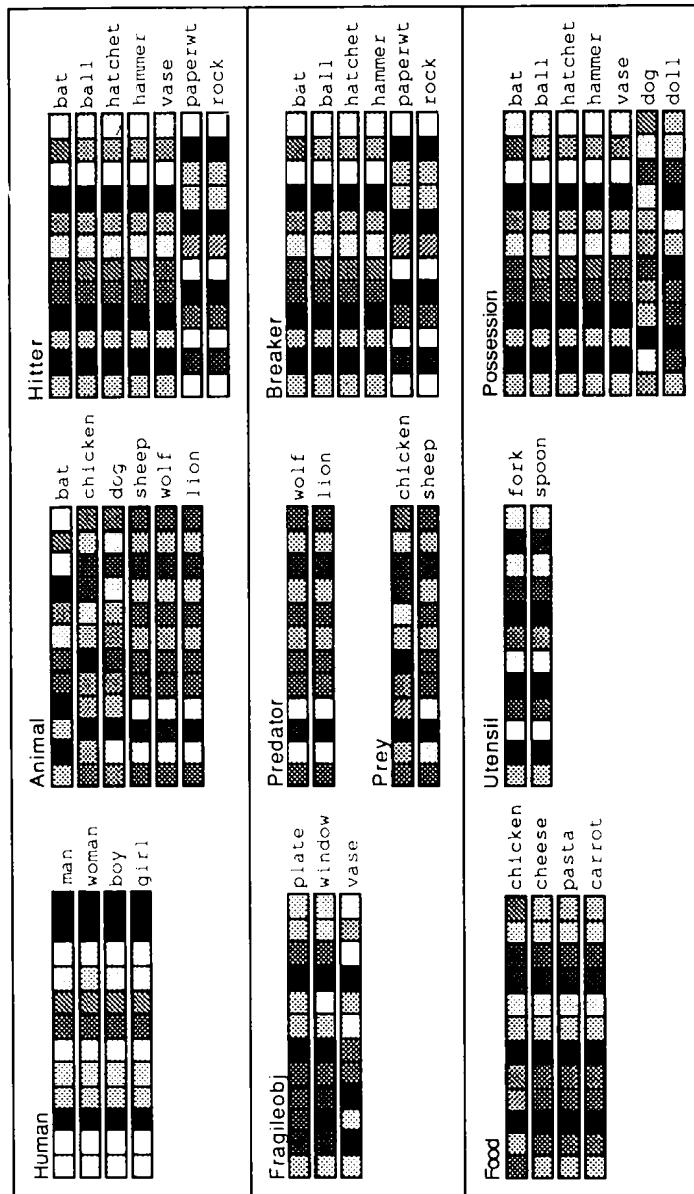 Human
man
woman
boy
girl
Animal
bat
chicken
dog
sheep
wolf
lion
Hitter
bat
ball
hatchet
hammer
vase
paperwt
rock
Fragileobj
plate
window
vase
Predator
wolf
lion
Prey
chicken
sheep
Breaker
bat
ball
hatchet
hammer
paperwt
rock
Food
chicken
cheese
pasta
carrot
Utensil
fork
spoon
Possession
bat
ball
hatchet
hammer
vase
dog
doll